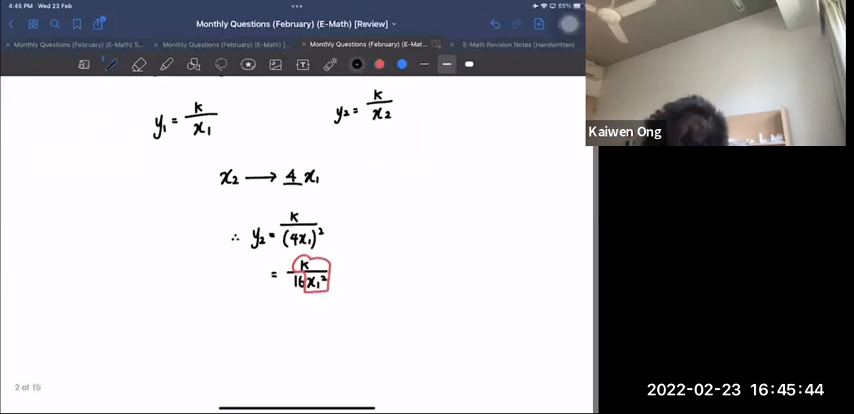 4:45 PM Wed 23 Feb
55%
Monthly Questions (February) (E-Math) [Review]
Monthly Questions (February) (E-Math) S...
Monthly Questions (February) (E-Math) [...
Monthly Questions (February) (E-Mat...
E-Math Revision Notes (Handwritten)
y₁ = k/x₁
y₂ = k/x₂
x₂ → 4x₁
∴ y₂ = k/(4x₁)²
= k/16x₁²
2 of 15
Kaiwen Ong
2022-02-23 16:45:44